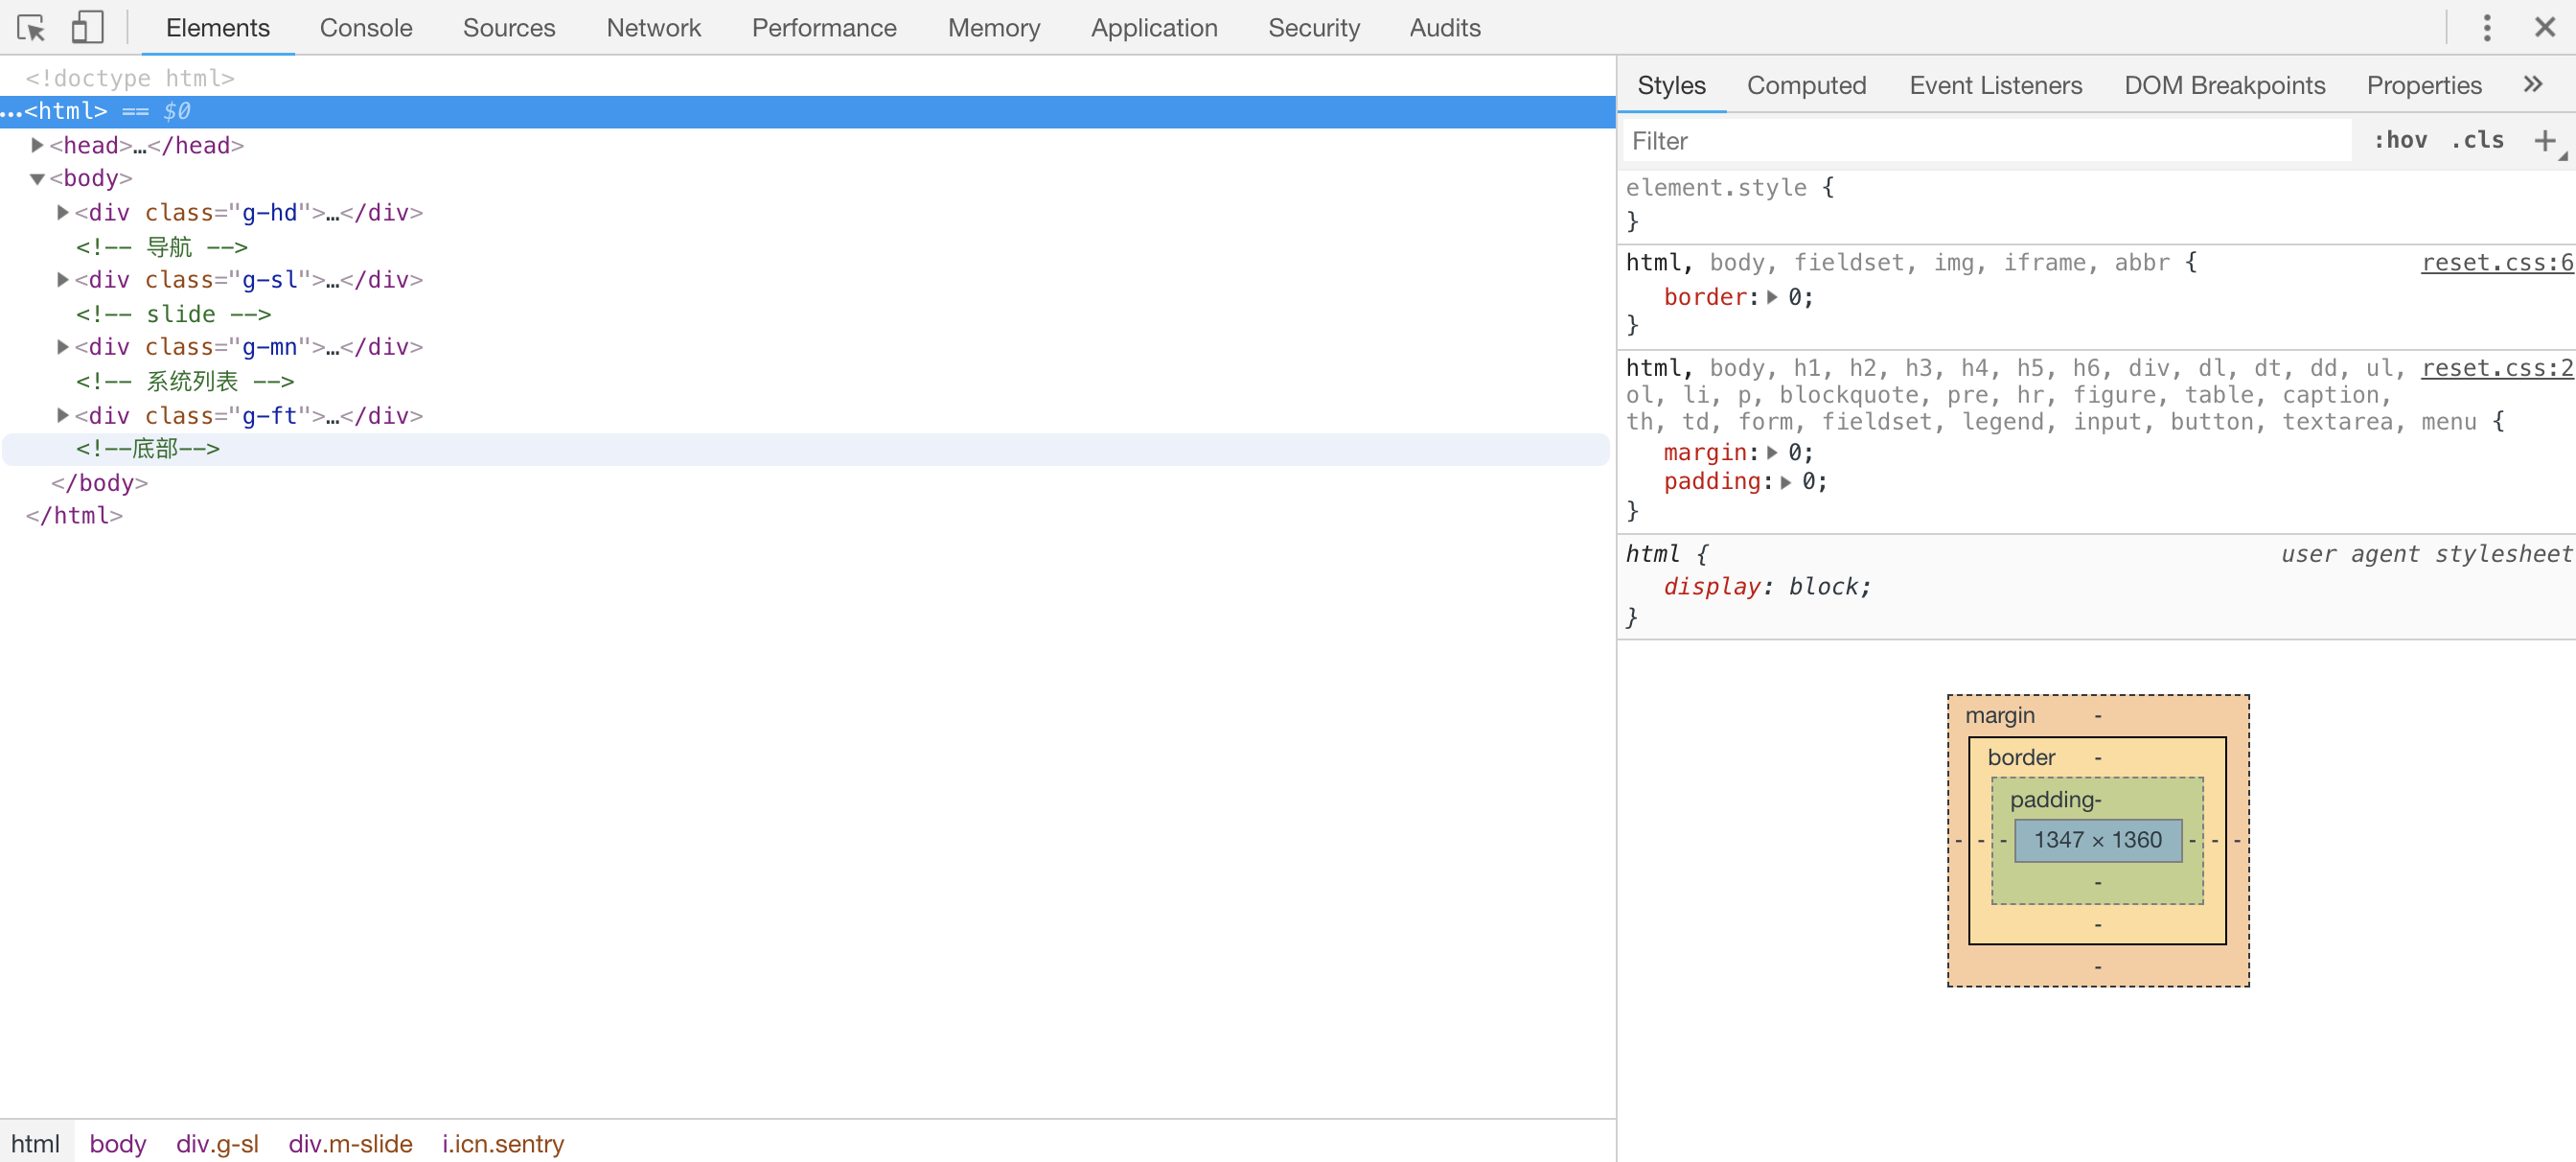 Elements Console Sources Network Performance Memory Application Security Audits
<!doctype html>
…<html> == $0
<head>…</head>
<body>
<div class="g-hd">…</div>
<!-- 导航 -->
<div class="g-sl">…</div>
<!-- slide -->
<div class="g-mn">…</div>
<!-- 系统列表 -->
<div class="g-ft">…</div>
<!--底部-->
</body>
</html>
html body div.g-sl div.m-slide i.icn.sentry
Styles Computed Event Listeners DOM Breakpoints Properties »
Filter :hov .cls +
element.style {
}
html, body, fieldset, img, iframe, abbr { reset.css:6
border: 0;
}
html, body, h1, h2, h3, h4, h5, h6, div, dl, dt, dd, ul, reset.css:2
ol, li, p, blockquote, pre, hr, figure, table, caption,
th, td, form, fieldset, legend, input, button, textarea, menu {
margin: 0;
padding: 0;
}
html { user agent stylesheet
display: block;
}
margin -
border -
padding-
- - - 1347 × 1360 - - -
-
-
-